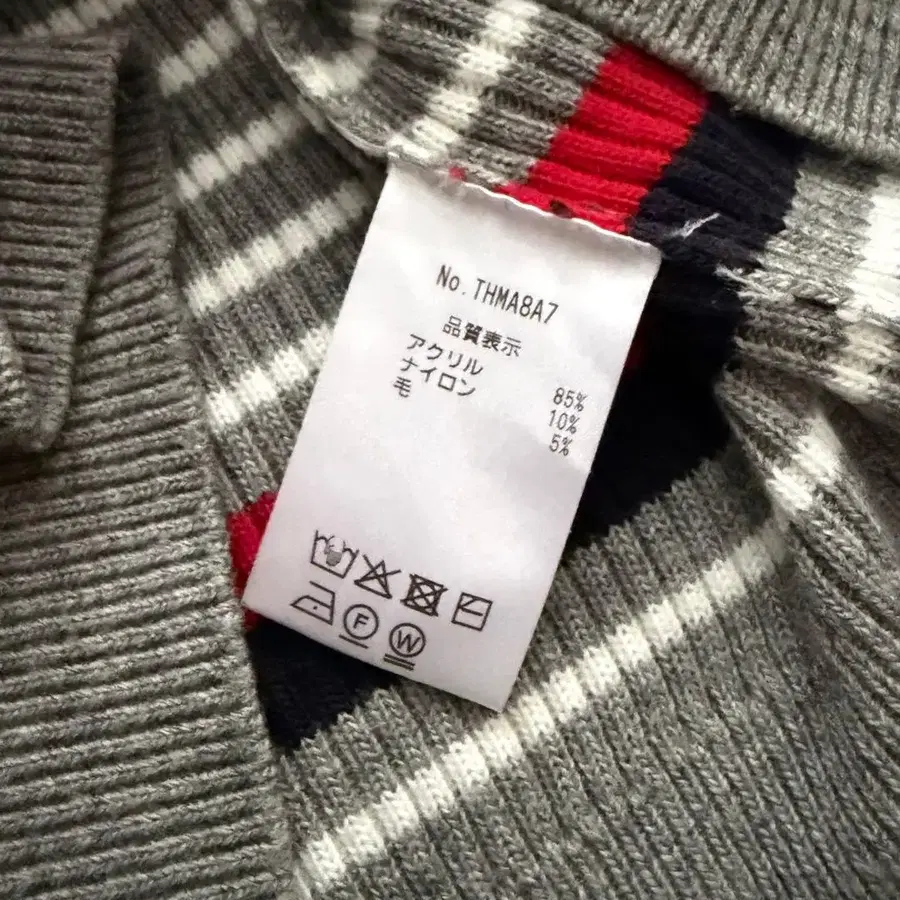 No. THMA8A7
品質表示
アクリル 85%
ナイロン 10%
毛 5%
F
W